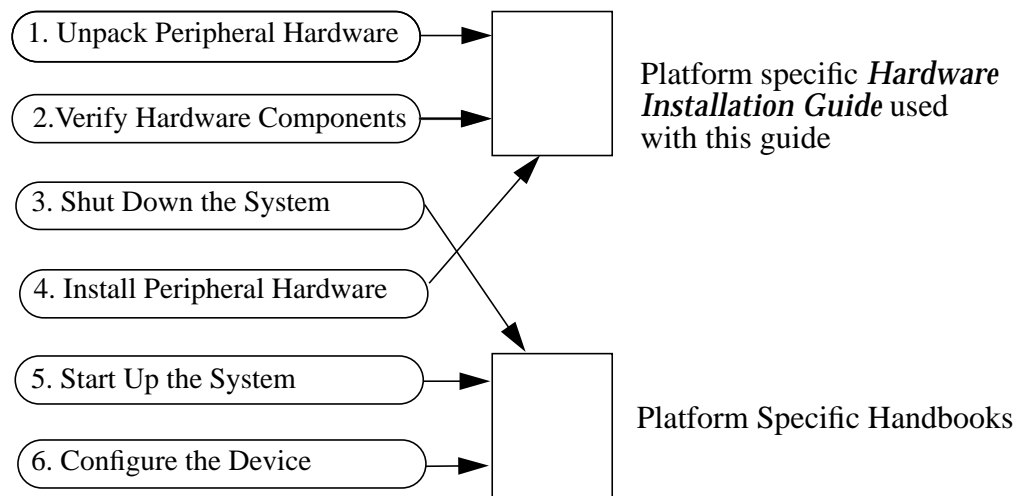 1. Unpack Peripheral Hardware
2.Verify Hardware Components
Platform specific Hardware
Installation Guide used
with this guide
3. Shut Down the System
4. Install Peripheral Hardware
5. Start Up the System
6. Configure the Device
Platform Specific Handbooks